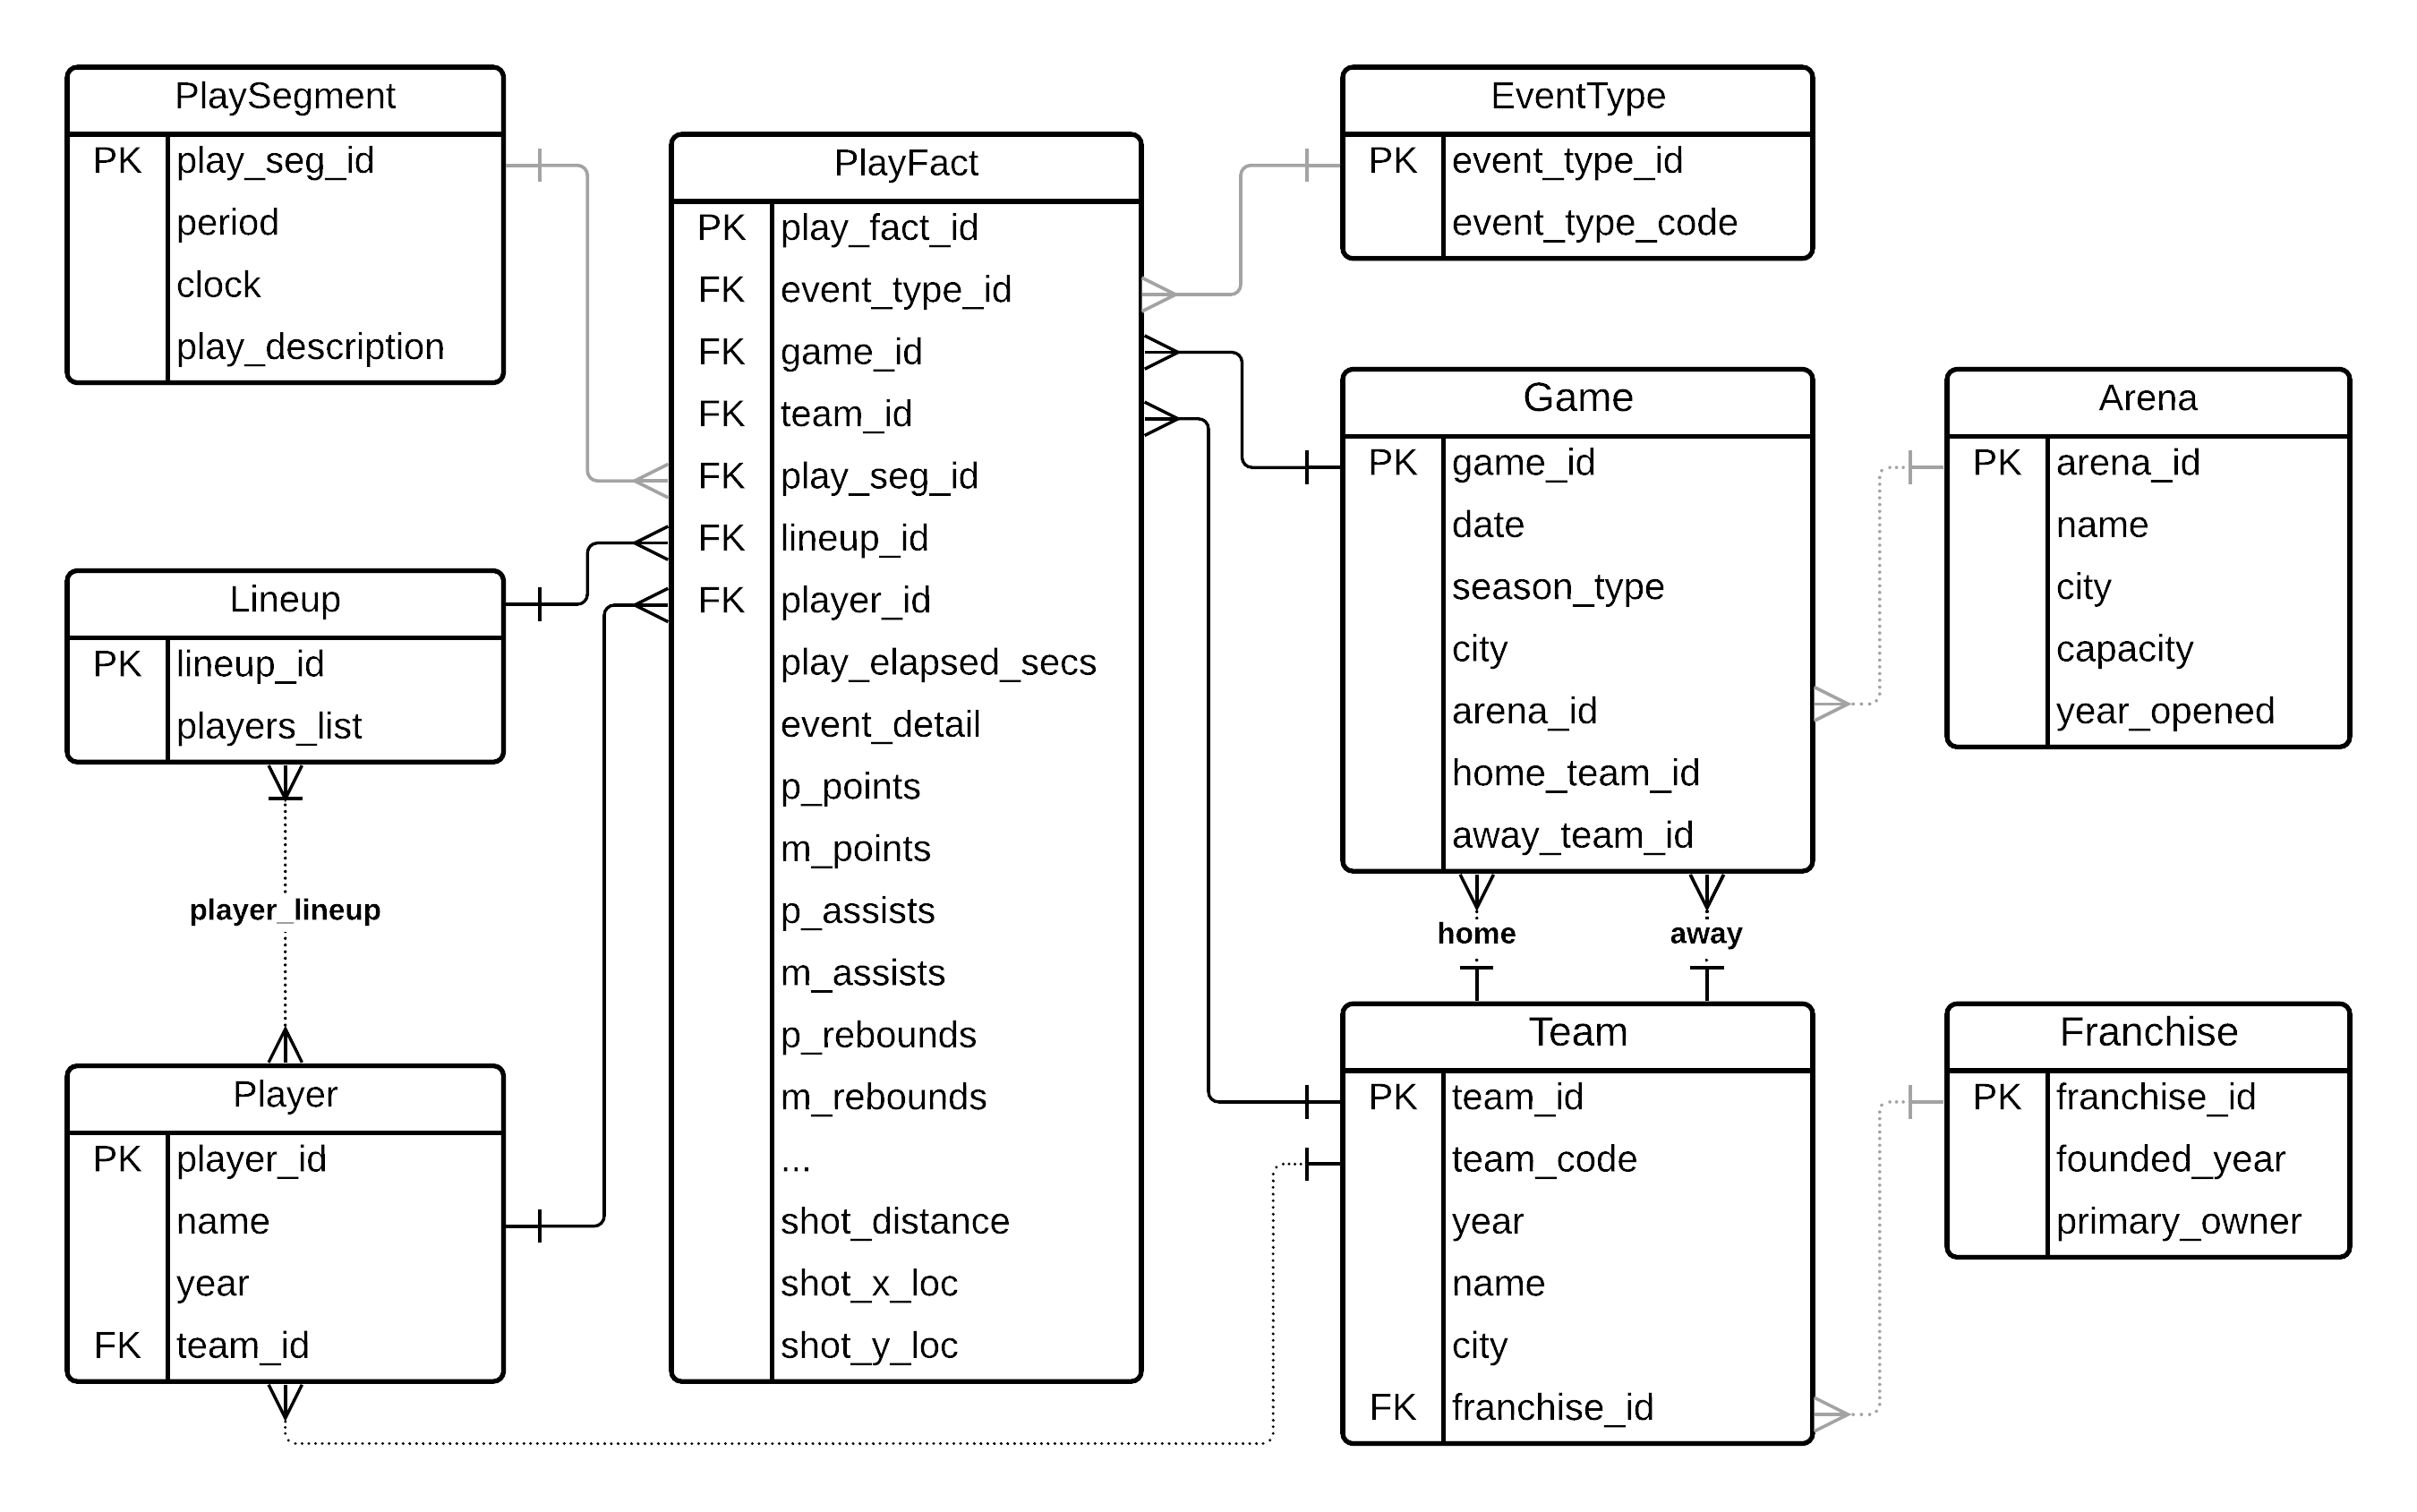 PlaySegment
PK play_seg_id
period
clock
play_description
Lineup
PK lineup_id
players_list
player_lineup
Player
PK player_id
name
year
FK team_id
PlayFact
PK play_fact_id
FK event_type_id
FK game_id
FK team_id
FK play_seg_id
FK lineup_id
FK player_id
play_elapsed_secs
event_detail
p_points
m_points
p_assists
m_assists
p_rebounds
m_rebounds
...
shot_distance
shot_x_loc
shot_y_loc
EventType
PK event_type_id
event_type_code
Game
PK game_id
date
season_type
city
arena_id
home_team_id
away_team_id
home away
Team
PK team_id
team_code
year
name
city
FK franchise_id
Arena
PK arena_id
name
city
capacity
year_opened
Franchise
PK franchise_id
founded_year
primary_owner